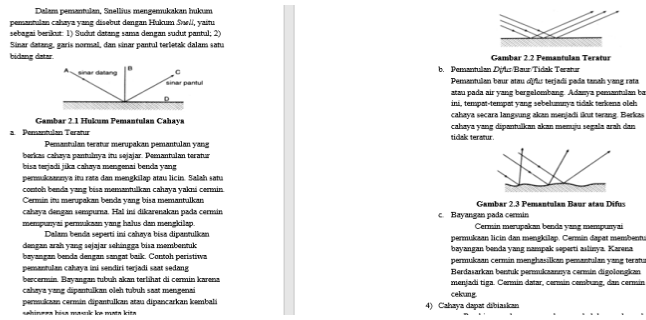 Dalam pemantulan, Snellius mengemukakan hukum
pemantulan cahaya yang disebut dengan Hukum Snell, yaitu
sebagai berikut: 1) Sudut datang sama dengan sudut pantul; 2)
Sinar datang, garis normal, dan sinar pantul terletak dalam satu
bidang datar.
A sinar datang B C
sinar pantul
D
Gambar 2.1 Hukum Pemantulan Cahaya
a. Pemantulan Teratur
Pemantulan teratur merupakan pemantulan yang
berkas cahaya pantulnya itu sejajar. Pemantulan teratur
bisa terjadi jika cahaya mengenai benda yang
permukaannya itu rata dan mengkilap atau licin. Salah satu
contoh benda yang bisa memantulkan cahaya yakni cermin.
Cermin itu merupakan benda yang bisa memantulkan
cahaya dengan sempurna. Hal ini dikarenakan pada cermin
mempunyai permukaan yang halus dan mengkilap.
Dalam benda seperti ini cahaya bisa dipantulkan
dengan arah yang sejajar sehingga bisa membentuk
bayangan benda dengan sangat baik. Contoh peristiwa
pemantulan cahaya ini sendiri terjadi saat sedang
bercermin. Bayangan tubuh akan terlihat di cermin karena
cahaya yang dipantulkan oleh tubuh saat mengenai
permukaan cermin dipantulkan atau dipancarkan kembali
sehingga bisa masuk ke mata kita
Gambar 2.2 Pemantulan Teratur
b. Pemantulan Difus/Baur/Tidak Teratur
Pemantulan baur atau difus terjadi pada tanah yang rata
atau pada air yang bergelombang. Adanya pemantulan ba
ini, tempat-tempat yang sebelumnya tidak terkena oleh
cahaya secara langsung akan menjadi ikut terang. Berkas
cahaya yang dipantulkan akan menuju segala arah dan
tidak teratur.
Gambar 2.3 Pemantulan Baur atau Difus
c. Bayangan pada cermin
Cermin merupakan benda yang mempunyai
permukaan licin dan mengkilap. Cermin dapat membentu
bayangan benda yang nampak seperti aslinya. Karena
permukaan cermin menghasilkan pemantulan yang teratu
Berdasarkan bentuk permukaannya cermin digolongkan
menjadi tiga. Cermin datar, cermin cembung, dan cermin
cekung.
4) Cahaya dapat dibiaskan